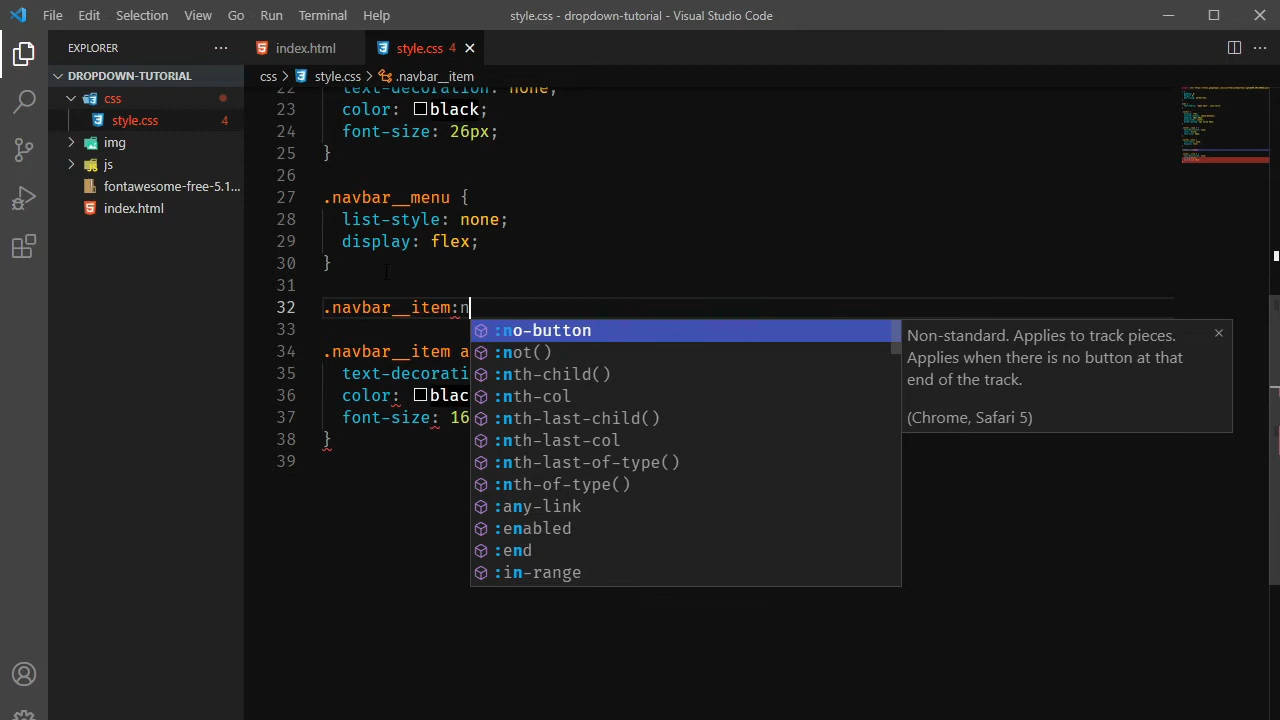 File Edit Selection View Go Run Terminal Help style.css - dropdown-tutorial - Visual Studio Code
EXPLORER
index.html
style.css 4
DROPDOWN-TUTORIAL
css
style.css 4
img
js
fontawesome-free-5.1...
index.html
css > style.css > .navbar__item
22 text-decoration: none;
23 color: black;
24 font-size: 26px;
25 }
26
27 .navbar__menu {
28 list-style: none;
29 display: flex;
30 }
31
32 .navbar__item:n
33
34 .navbar__item a
35 text-decorati
36 color: blac
37 font-size: 16
38 }
39
:no-button
:not()
:nth-child()
:nth-col
:nth-last-child()
:nth-last-col
:nth-last-of-type()
:nth-of-type()
:any-link
:enabled
:end
:in-range
Non-standard. Applies to track pieces.
Applies when there is no button at that
end of the track.
(Chrome, Safari 5)